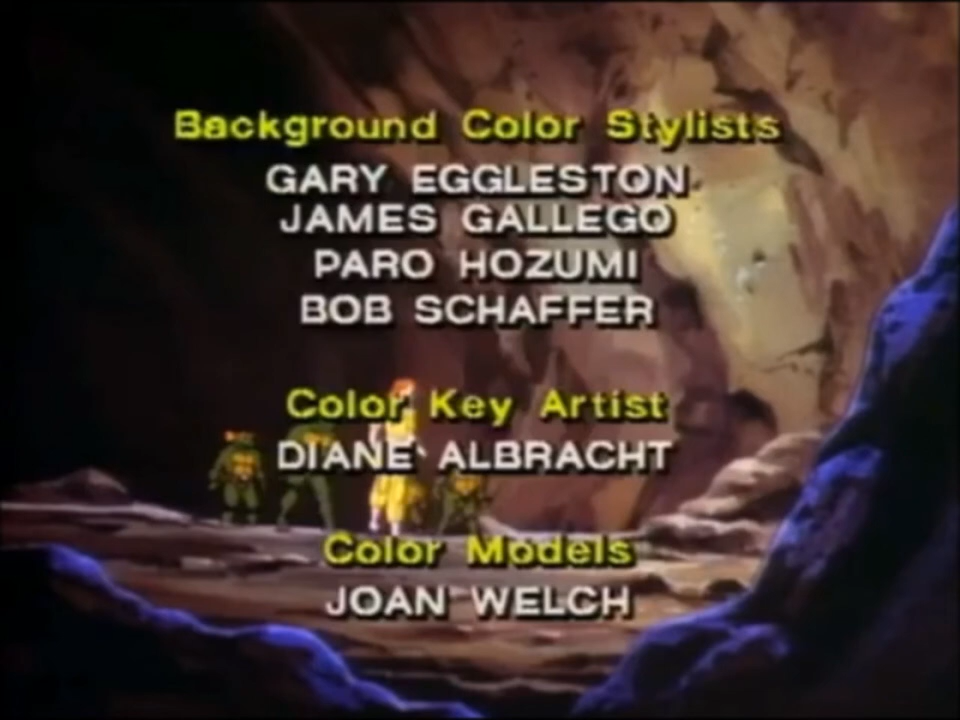 Background Color Stylists
GARY EGGLESTON
JAMES GALLEGO
PARO HOZUMI
BOB SCHAFFER
Color Key Artist
DIANE ALBRACHT
Color Models
JOAN WELCH